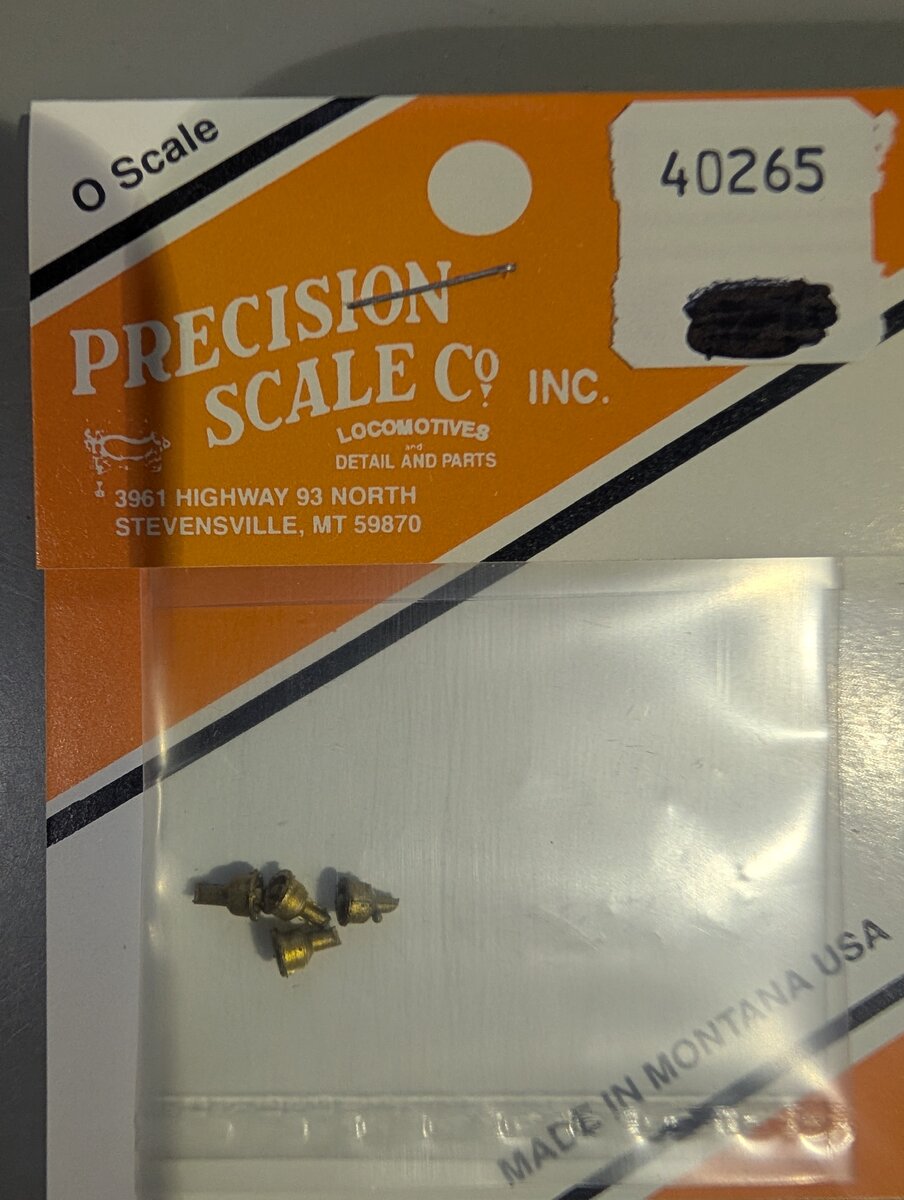 O Scale
40265
PRECISION
SCALE Co. INC.
LOCOMOTIVES
and
DETAIL AND PARTS
3961 HIGHWAY 93 NORTH
STEVENSVILLE, MT 59870
MADE IN MONTANA USA